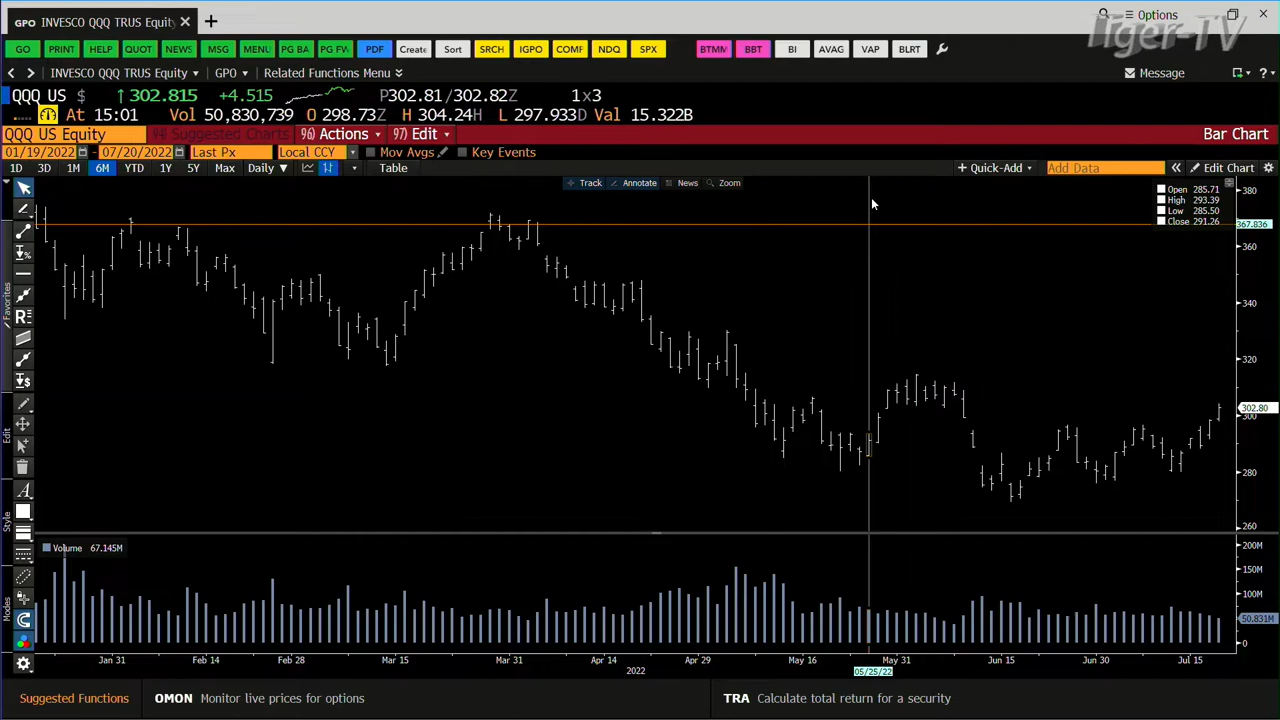 GPO INVESCO QQQ TRUS Equity
Options
Tiger-TV
GO PRINT HELP QUOT NEWS MSG MENU PG BA PG FV PDF Create Sort SRCH IGPO COMF NDQ SPX BTMM BBT BI AVAG VAP BLRT
INVESCO QQQ TRUS Equity GPO Related Functions Menu Message ?
QQQ US $ ↑ 302.815 +4.515 P302.81/302.82Z 1x3
At 15:01 Vol 50,830,739 O 298.73Z H 304.24H L 297.933D Val 15.322B
QQQ US Equity 94) Suggested Charts 96) Actions 97) Edit Bar Chart
01/19/2022 - 07/20/2022 Last Px Local CCY Mov Avgs Key Events
1D 3D 1M 6M YTD 1Y 5Y Max Daily ▼ Table + Quick-Add Add Data « Edit Chart
Track Annotate News Zoom
Open 285.71
High 293.39
Low 285.50
Close 291.26
380
367.836
360
340
320
302.80
300
280
260
Favorites
Edit
Style
Modes
Volume 67.145M
200M
150M
100M
50.831M
0
Jan 31 Feb 14 Feb 28 Mar 15 Mar 31 Apr 14 Apr 29 May 16 May 31 Jun 15 Jun 30 Jul 15
2022
05/25/22
Suggested Functions OMON Monitor live prices for options TRA Calculate total return for a security